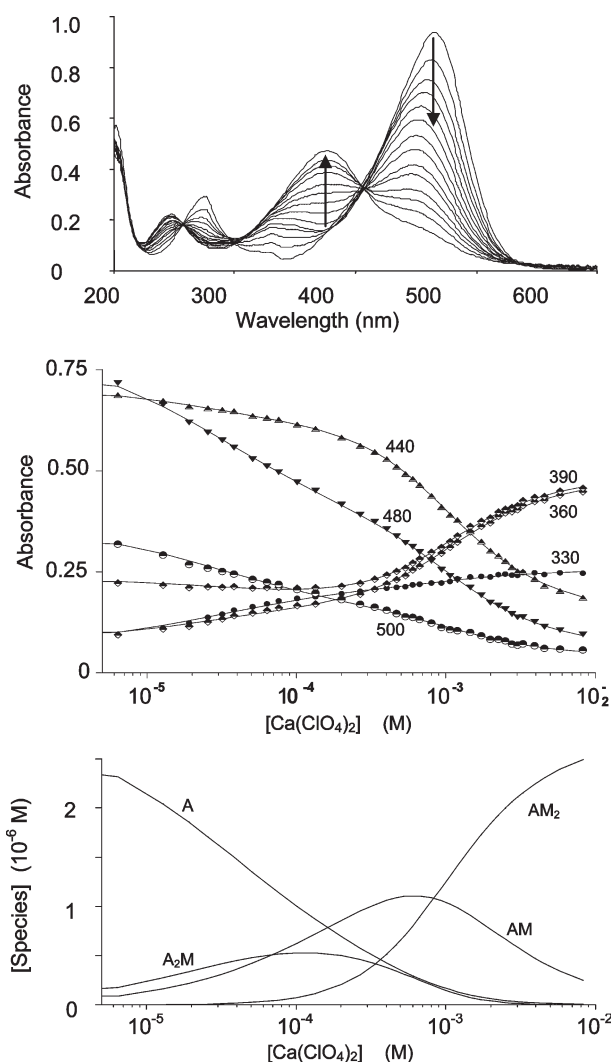 1.0
0.8
0.6
0.4
0.2
0
Absorbance
200 300 400 500 600
Wavelength (nm)
0.75
0.50
0.25
0
Absorbance
440
480
390
360
330
500
10⁻⁵ 10⁻⁴ 10⁻³ 10₂⁻
[Ca(ClO₄)₂] (M)
2
1
0
[Species] (10⁻⁶ M)
A
AM₂
A₂M
AM
10⁻⁵ 10⁻⁴ 10⁻³ 10⁻²
[Ca(ClO₄)₂] (M)